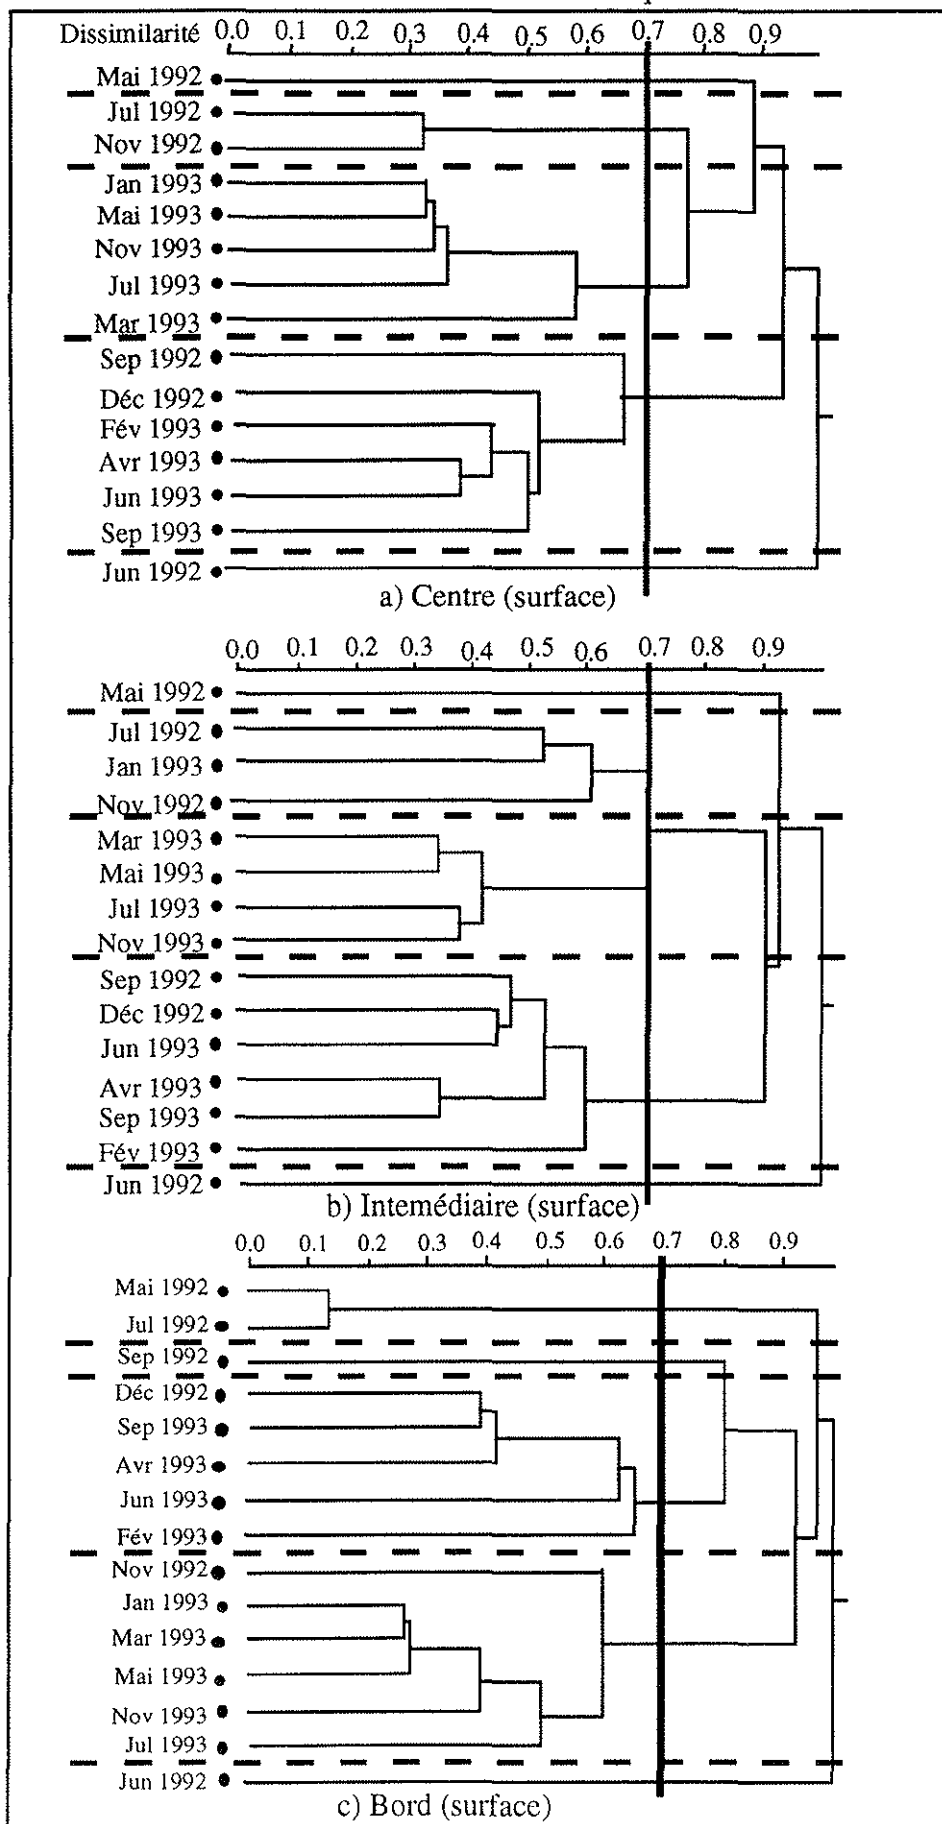 Dissimilarité 0.0 0.1 0.2 0.3 0.4 0.5 0.6 0.7 0.8 0.9
Mai 1992
Jul 1992
Nov 1992
Jan 1993
Mai 1993
Nov 1993
Jul 1993
Mar 1993
Sep 1992
Déc 1992
Fév 1993
Avr 1993
Jun 1993
Sep 1993
Jun 1992
a) Centre (surface)
0.0 0.1 0.2 0.3 0.4 0.5 0.6 0.7 0.8 0.9
Mai 1992
Jul 1992
Jan 1993
Nov 1992
Mar 1993
Mai 1993
Jul 1993
Nov 1993
Sep 1992
Déc 1992
Jun 1993
Avr 1993
Sep 1993
Fév 1993
Jun 1992
b) Intemédiaire (surface)
0.0 0.1 0.2 0.3 0.4 0.5 0.6 0.7 0.8 0.9
Mai 1992
Jul 1992
Sep 1992
Déc 1992
Sep 1993
Avr 1993
Jun 1993
Fév 1993
Nov 1992
Jan 1993
Mar 1993
Mai 1993
Nov 1993
Jul 1993
Jun 1992
c) Bord (surface)